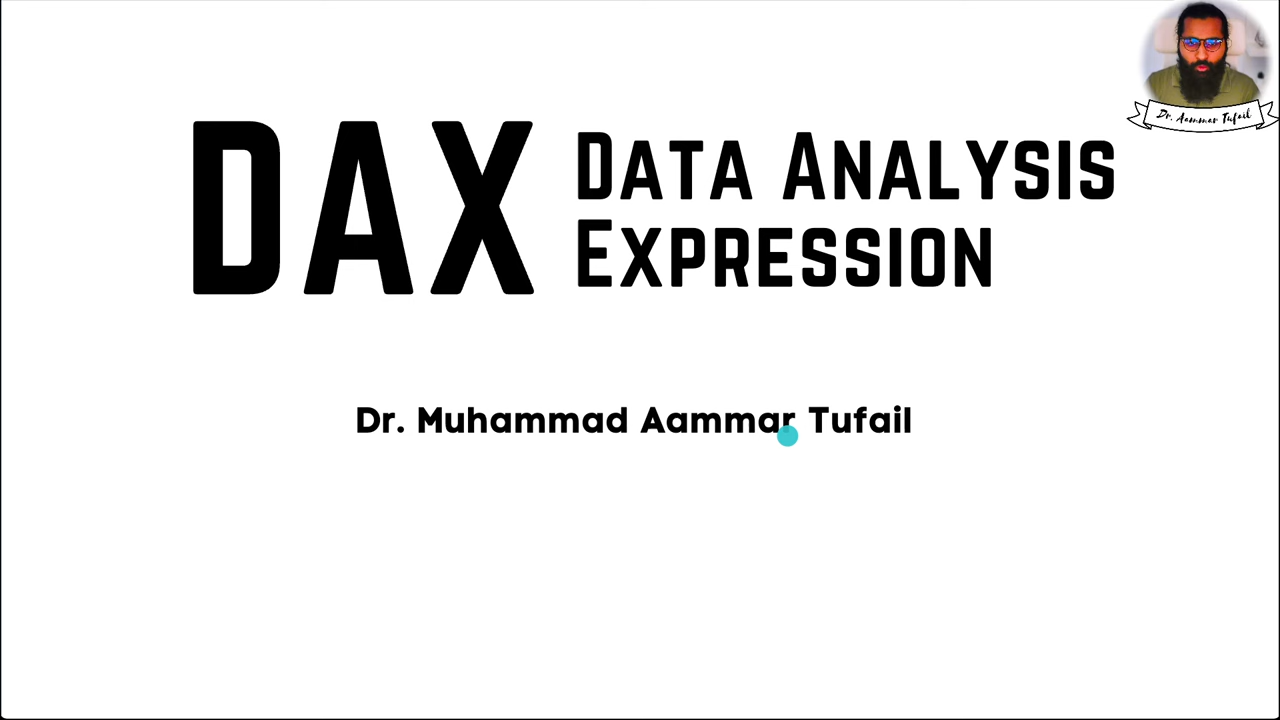 DAX
DATA ANALYSIS
EXPRESSION
Dr. Muhammad Aammar Tufail
Dr. Aammar Tufail